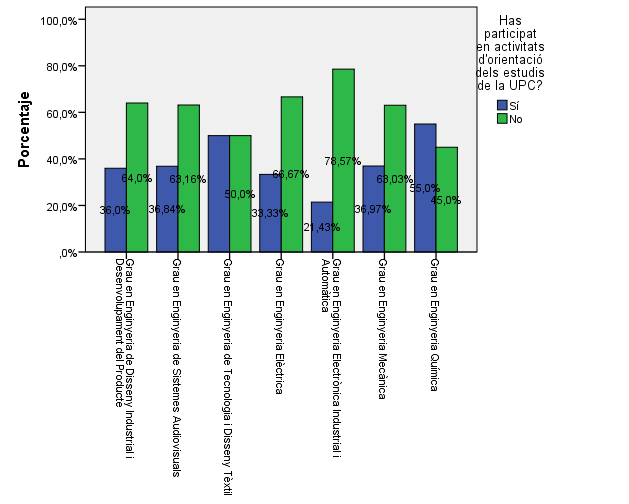 100,0%
80,0%
60,0%
40,0%
20,0%
,0%
Porcentaje
36,0%
64,0%
36,84%
63,16%
50,0%
33,33%
66,67%
21,43%
78,57%
36,97%
63,03%
55,0%
45,0%
Grau en Enginyeria de Disseny Industrial i
Desenvolupament del Producte
Grau en Enginyeria de Sistemes Audiovisuals
Grau en Enginyeria de Tecnologia i Disseny Tèxtil
Grau en Enginyeria Elèctrica
Grau en Enginyeria Electrònica Industrial i
Automàtica
Grau en Enginyeria Mecànica
Grau en Enginyeria Química
Has
participat
en activitats
d'orientació
dels estudis
de la UPC?
Sí
No